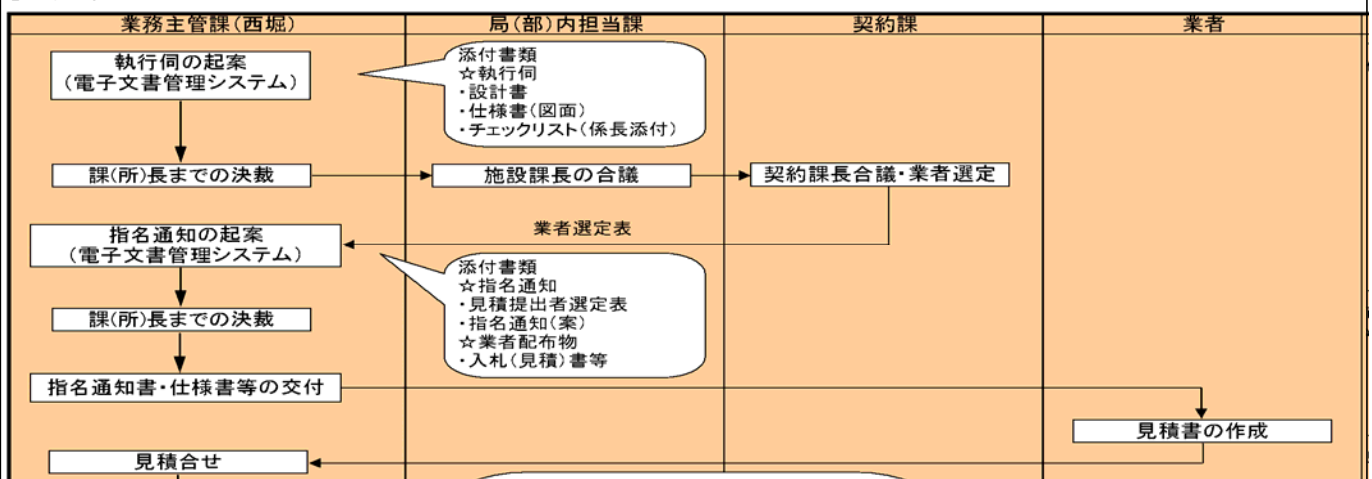 業務主管課(西堀)
局(部)内担当課
契約課
業者
執行伺の起案
(電子文書管理システム)
添付書類
☆執行伺
・設計書
・仕様書(図面)
・チェックリスト(係長添付)
課(所)長までの決裁
施設課長の合議
契約課長合議・業者選定
業者選定表
指名通知の起案
(電子文書管理システム)
添付書類
☆指名通知
・見積提出者選定表
・指名通知(案)
☆業者配布物
・入札(見積)書等
課(所)長までの決裁
指名通知書・仕様書等の交付
見積書の作成
見積合せ